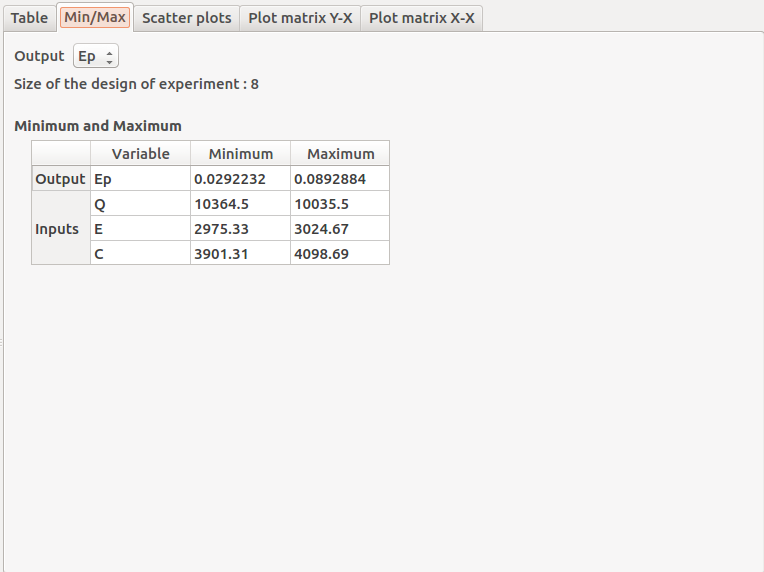 Table Min/Max Scatter plots Plot matrix Y-X Plot matrix X-X
Output Ep
Size of the design of experiment : 8
Minimum and Maximum
Variable Minimum Maximum
Output Ep 0.0292232 0.0892884
Q 10364.5 10035.5
Inputs E 2975.33 3024.67
C 3901.31 4098.69